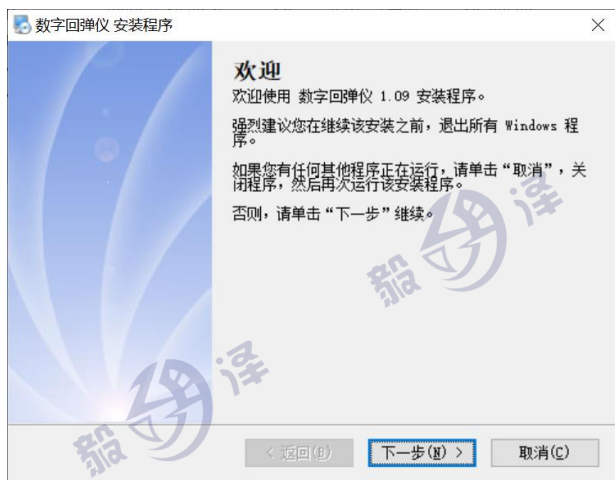 数字回弹仪 安装程序
欢迎
欢迎使用 数字回弹仪 1.09 安装程序。
强烈建议您在继续该安装之前，退出所有 Windows 程
序。
如果您有任何其他程序正在运行，请单击“取消”，关
闭程序，然后再次运行该安装程序。
否则，请单击“下一步”继续。
毅 泽
毅 泽
< 返回(B)
下一步(N) >
取消(C)